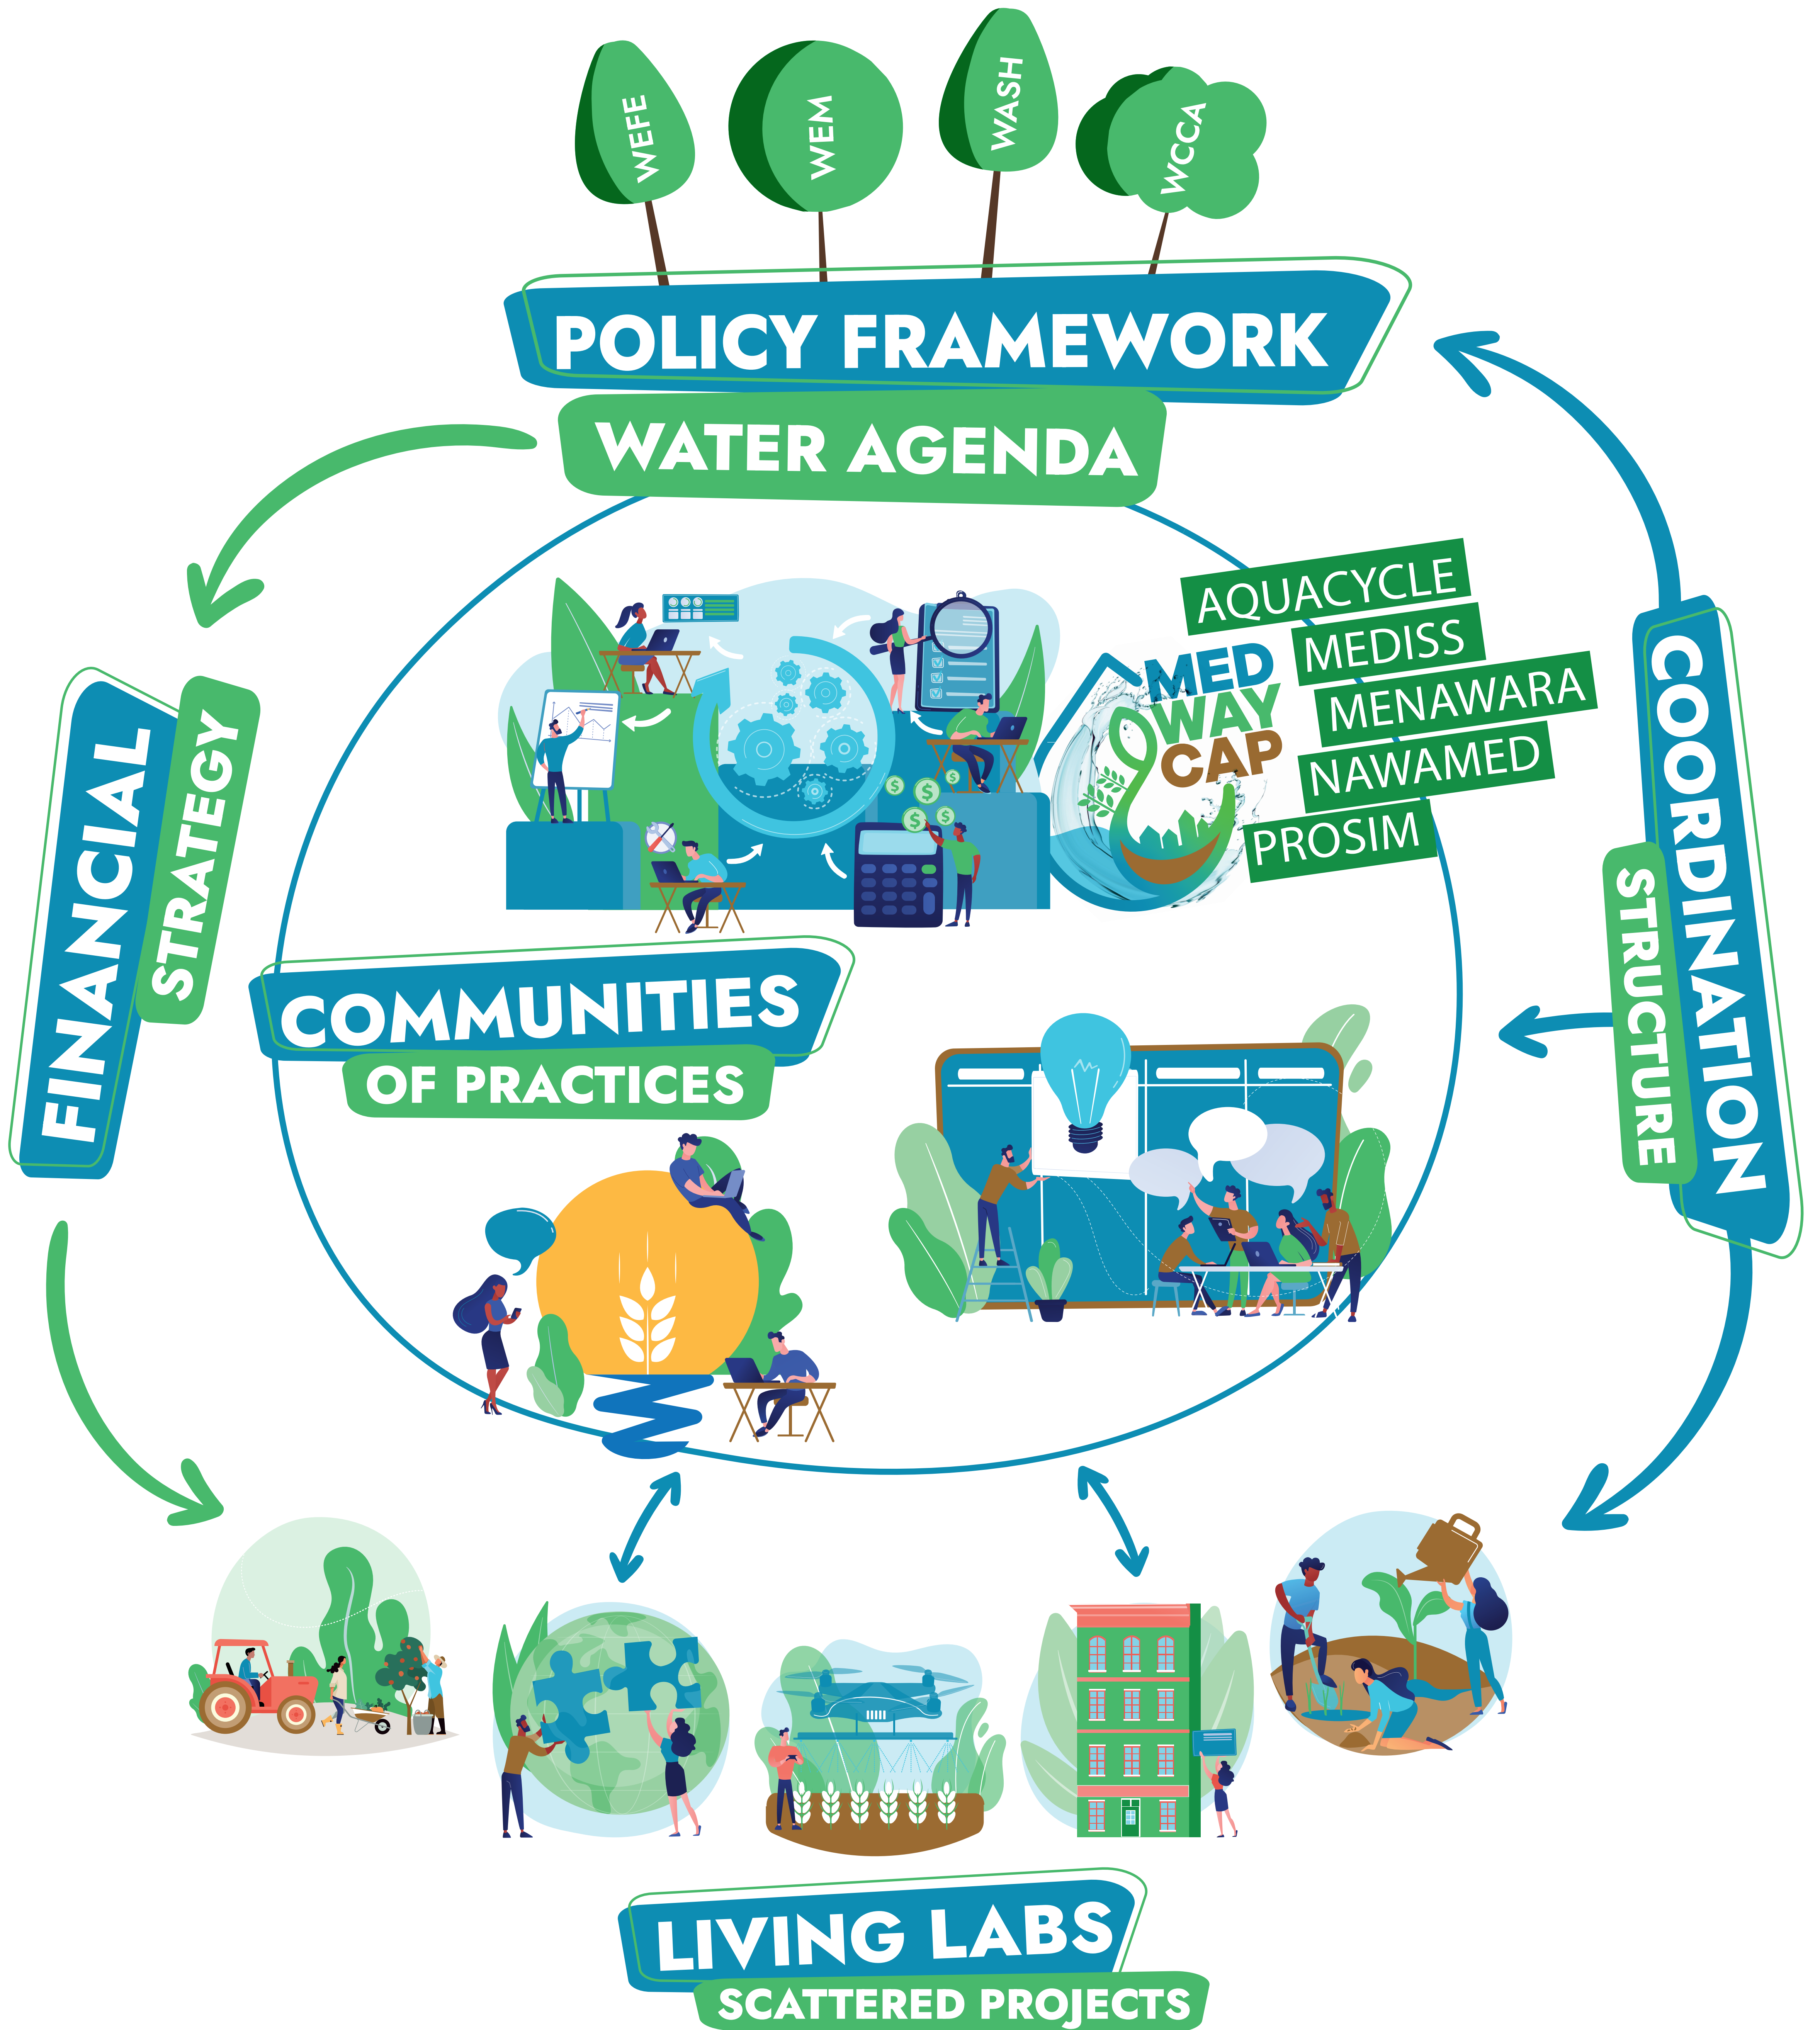 WEFE
WEM
WASH
WCCA
POLICY FRAMEWORK
WATER AGENDA
AQUACYCLE
MEDISS
MENAWARA
NAWAMED
PROSIM
MED
WAY
CAP
FINANCIAL
STRATEGY
COORDINATION
STRUCTURE
COMMUNITIES
OF PRACTICES
$
$
$
$
$
LIVING LABS
SCATTERED PROJECTS